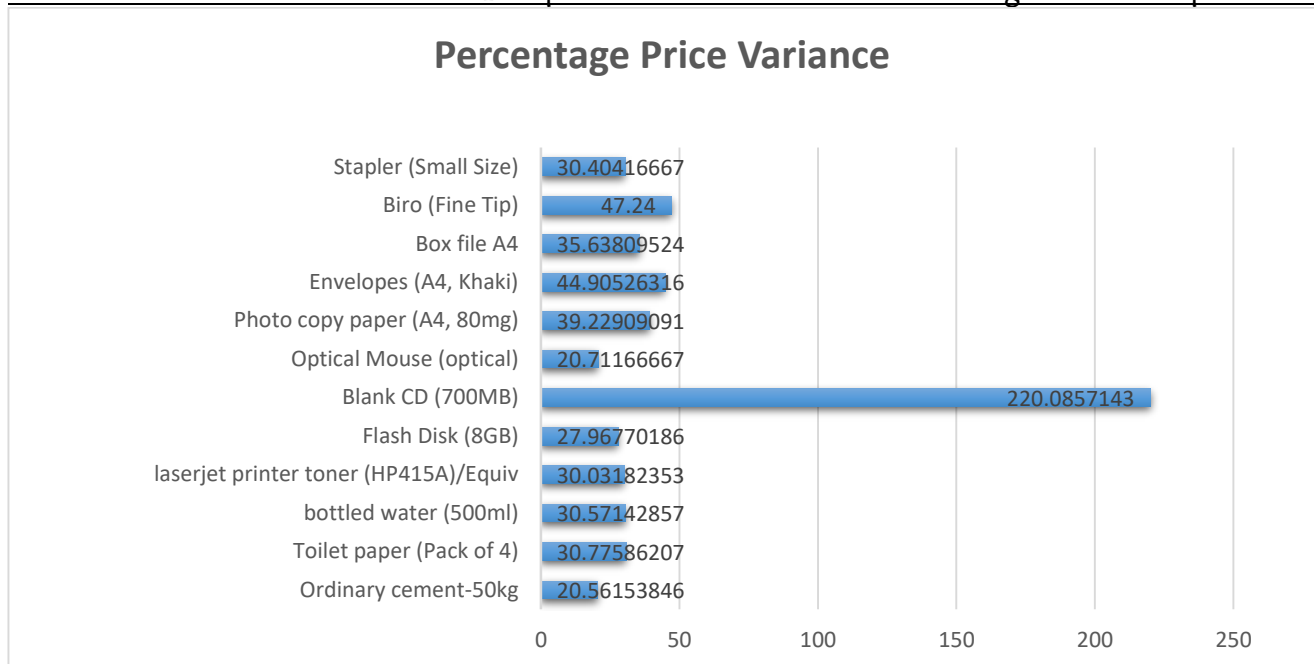 Percentage Price Variance
Stapler (Small Size) 30.40416667
Biro (Fine Tip) 47.24
Box file A4 35.63809524
Envelopes (A4, Khaki) 44.90526316
Photo copy paper (A4, 80mg) 39.22909091
Optical Mouse (optical) 20.71166667
Blank CD (700MB) 220.0857143
Flash Disk (8GB) 27.96770186
laserjet printer toner (HP415A)/Equiv 30.03182353
bottled water (500ml) 30.57142857
Toilet paper (Pack of 4) 30.77586207
Ordinary cement-50kg 20.56153846
0 50 100 150 200 250